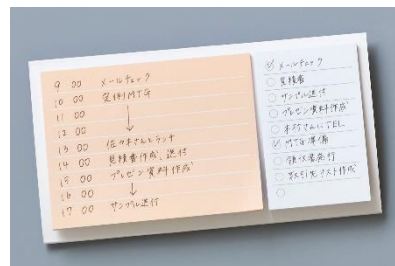 9 00 メールチェック
10 00 定例MTG
11 00
12 00
13 00 佐々木さんとランチ
14 00 見積書作成、送付
15 00 プレゼン資料作成
16 00
17 00 サンプル送付
メールチェック
見積書
サンプル送付
プレゼン資料作成
さんにTEL
MTG準備
領収書発行
取引先リスト作成